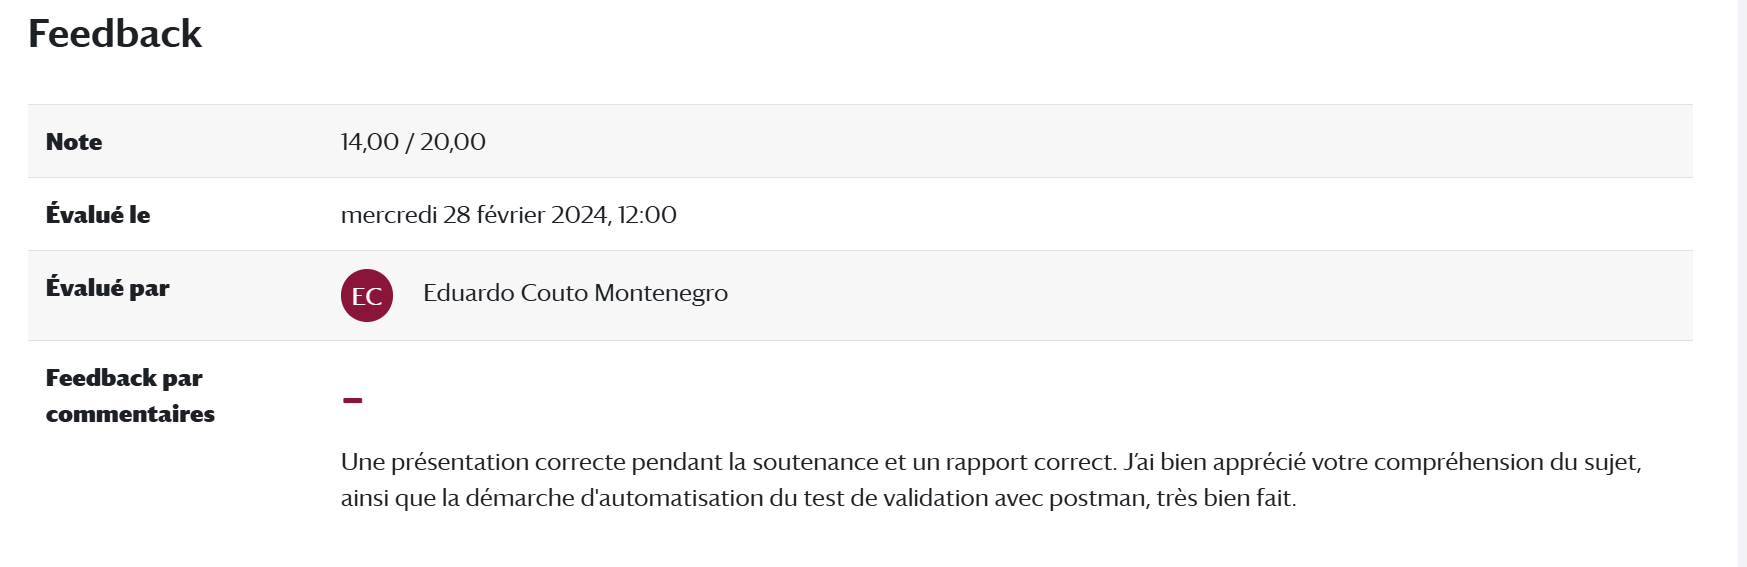 Feedback
Note
14,00 / 20,00
Évalué le
mercredi 28 février 2024, 12:00
Évalué par
EC
Eduardo Couto Montenegro
Feedback par
commentaires
Une présentation correcte pendant la soutenance et un rapport correct. J'ai bien apprécié votre compréhension du sujet,
ainsi que la démarche d'automatisation du test de validation avec postman, très bien fait.